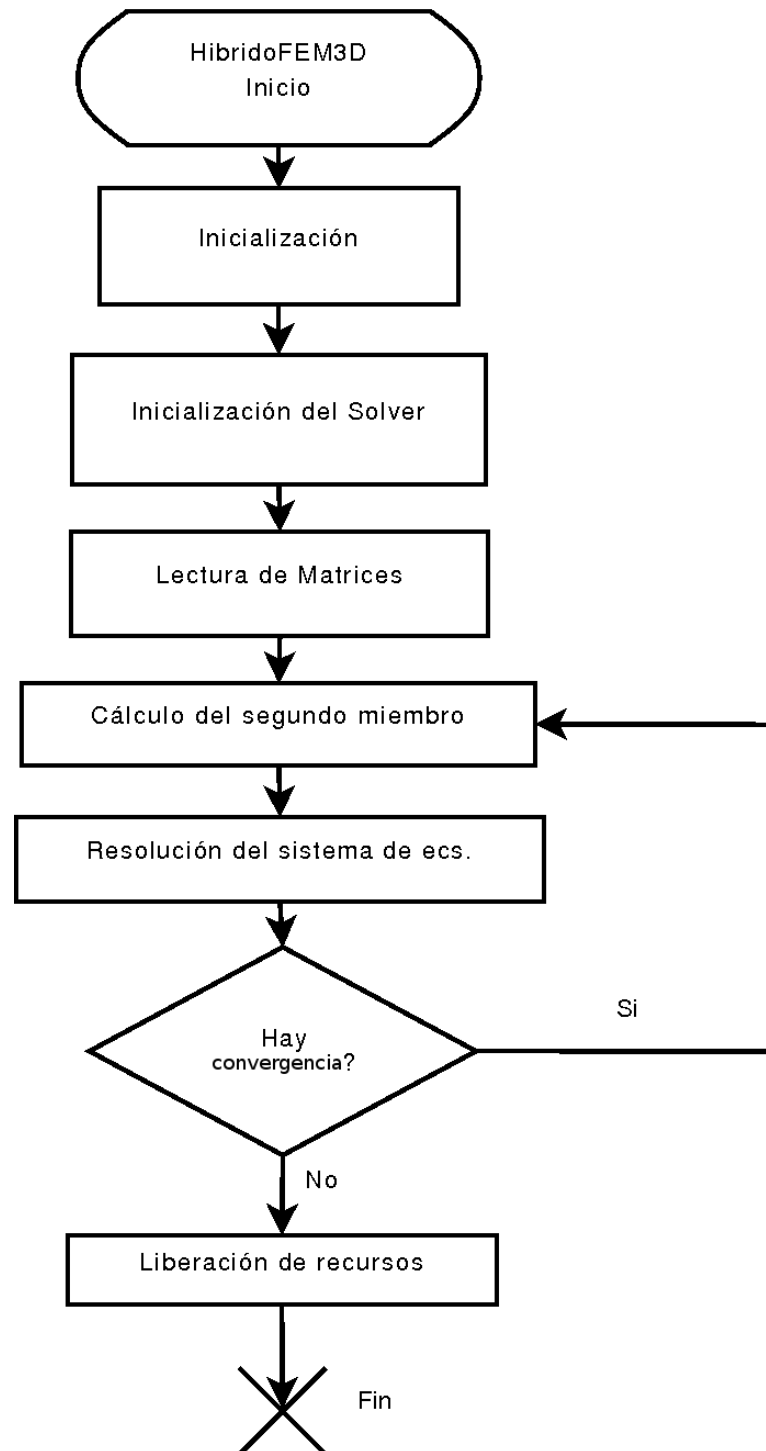 HibridoFEM3D
Inicio
Inicialización
Inicialización del Solver
Lectura de Matrices
Cálculo del segundo miembro
Resolución del sistema de ecs.
Hay
convergencia?
Si
No
Liberación de recursos
Fin